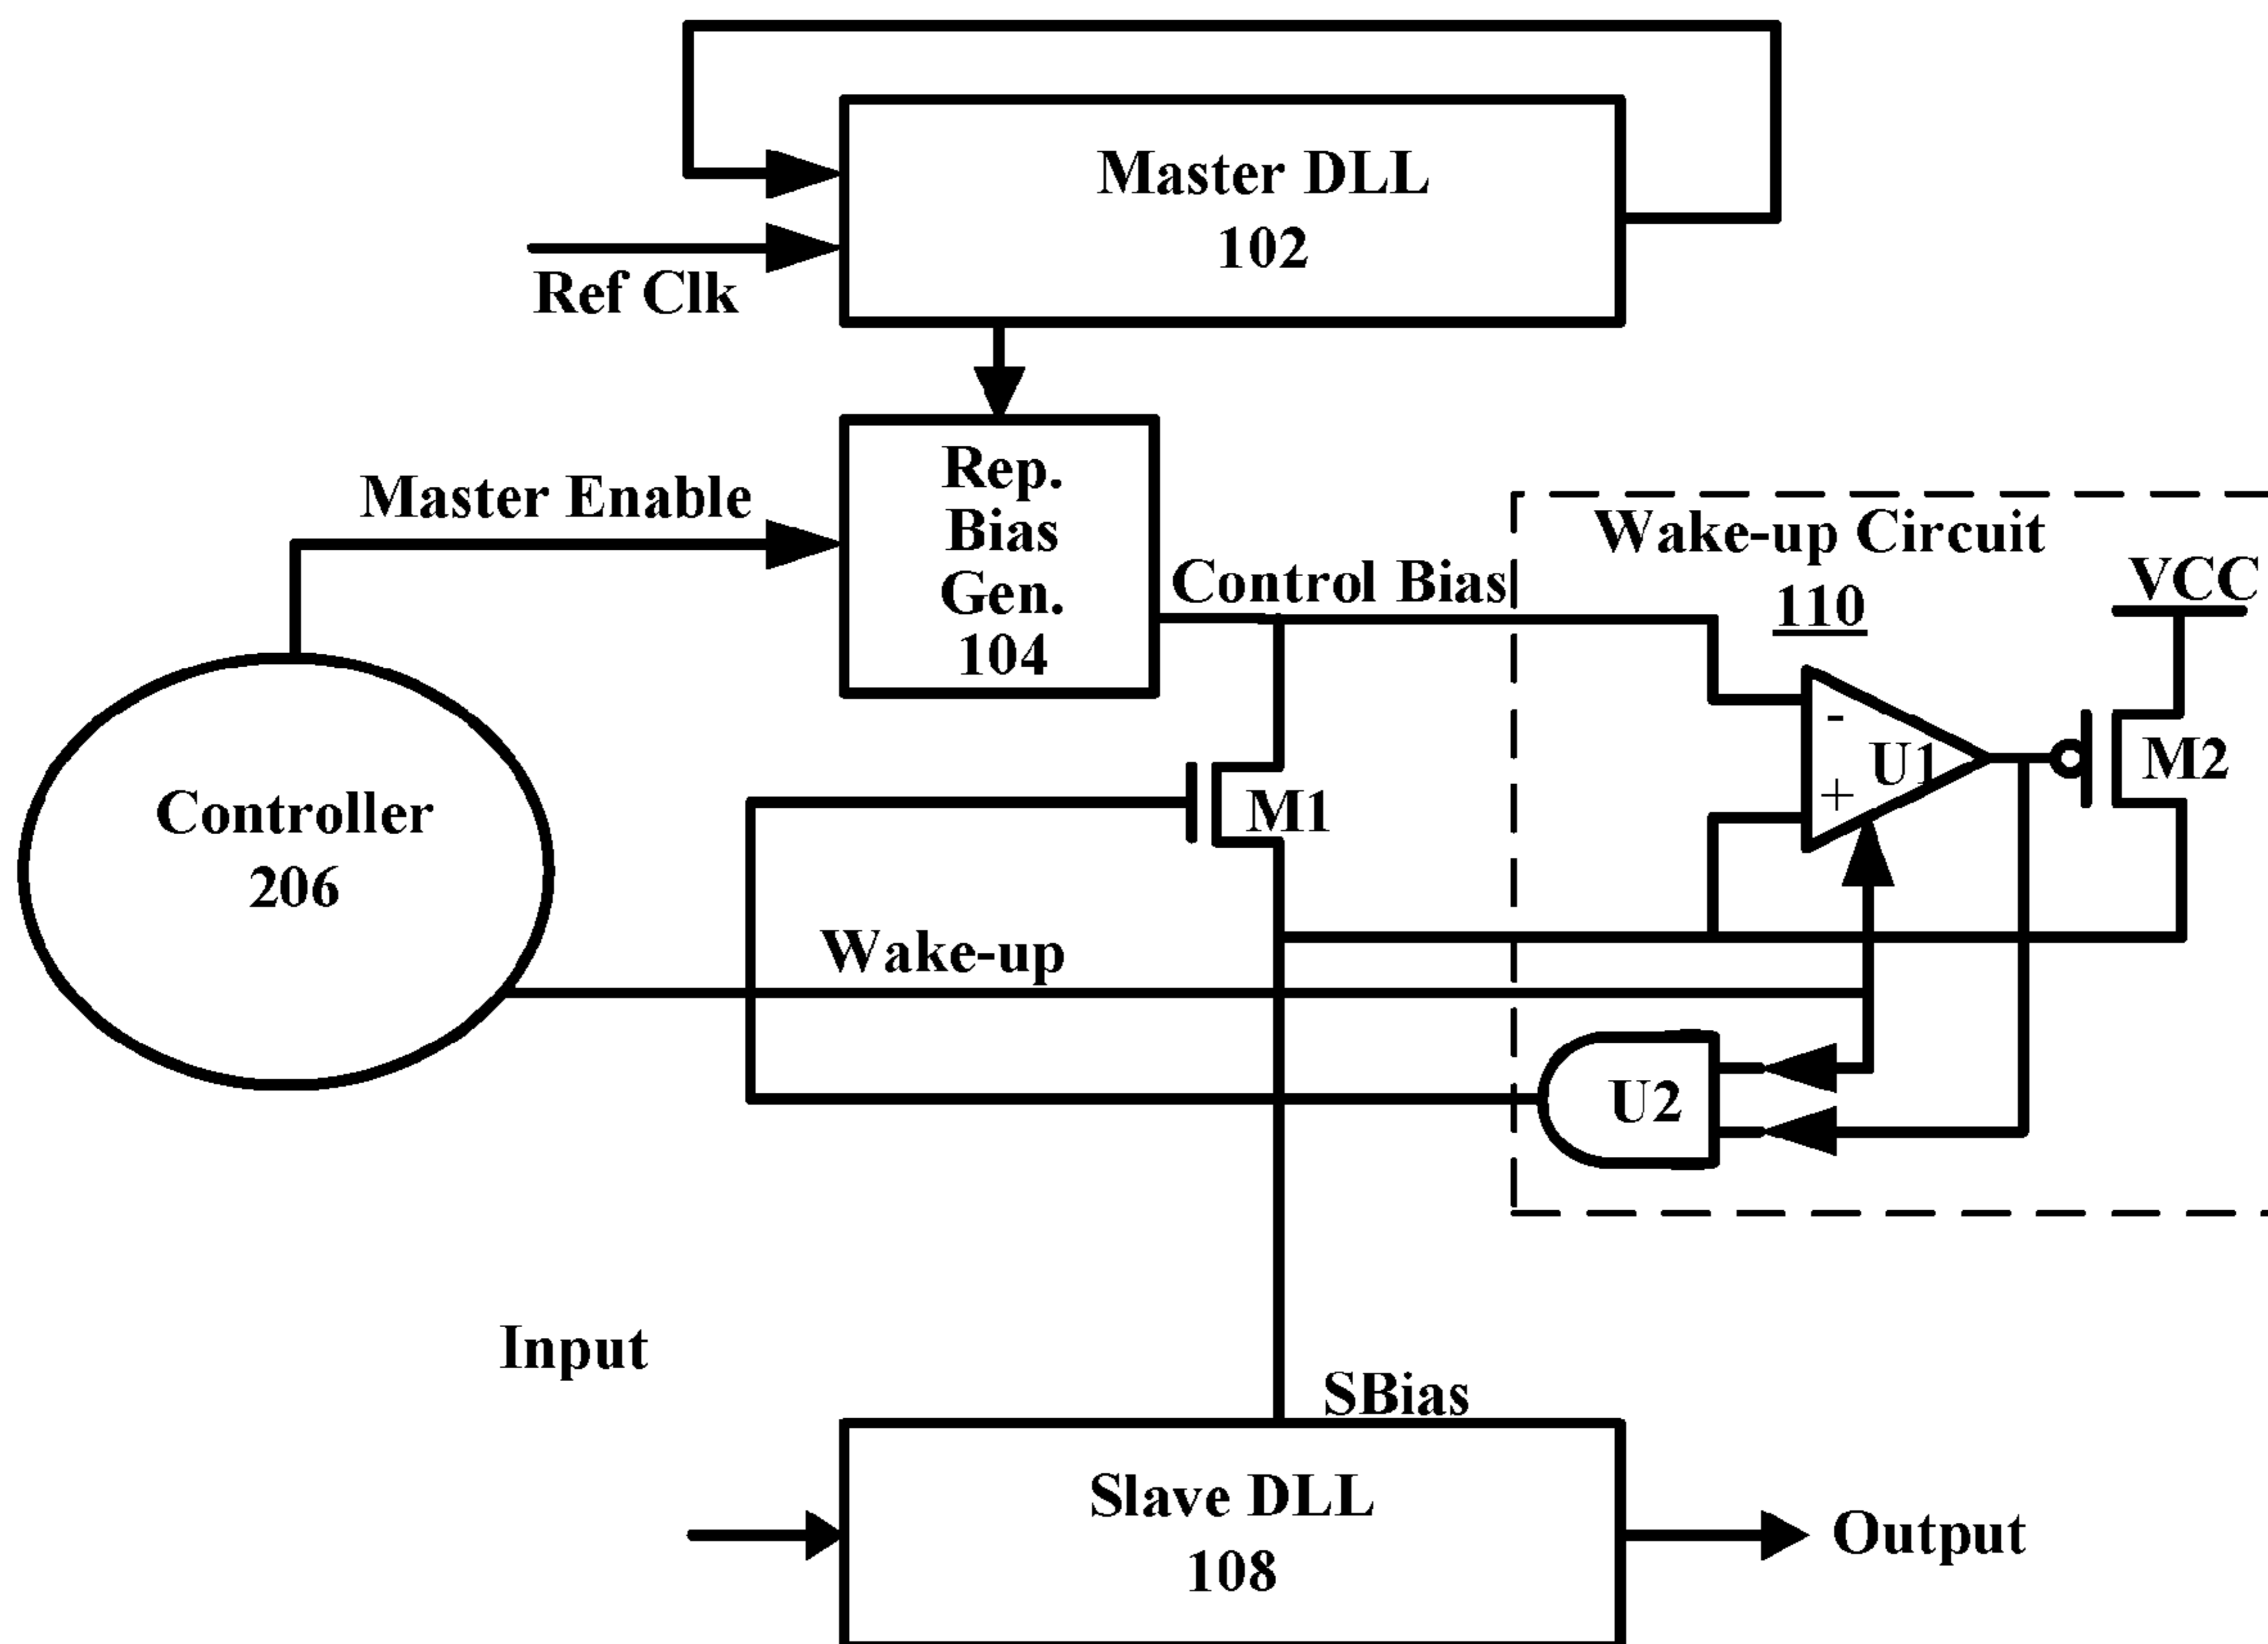 Master DLL
102
Ref Clk
Rep.
Bias
Gen.
104
Master Enable
Control Bias
Wake-up Circuit
110
VCC
-
+
U1
M2
M1
Controller
206
Wake-up
U2
Input
SBias
Slave DLL
108
Output